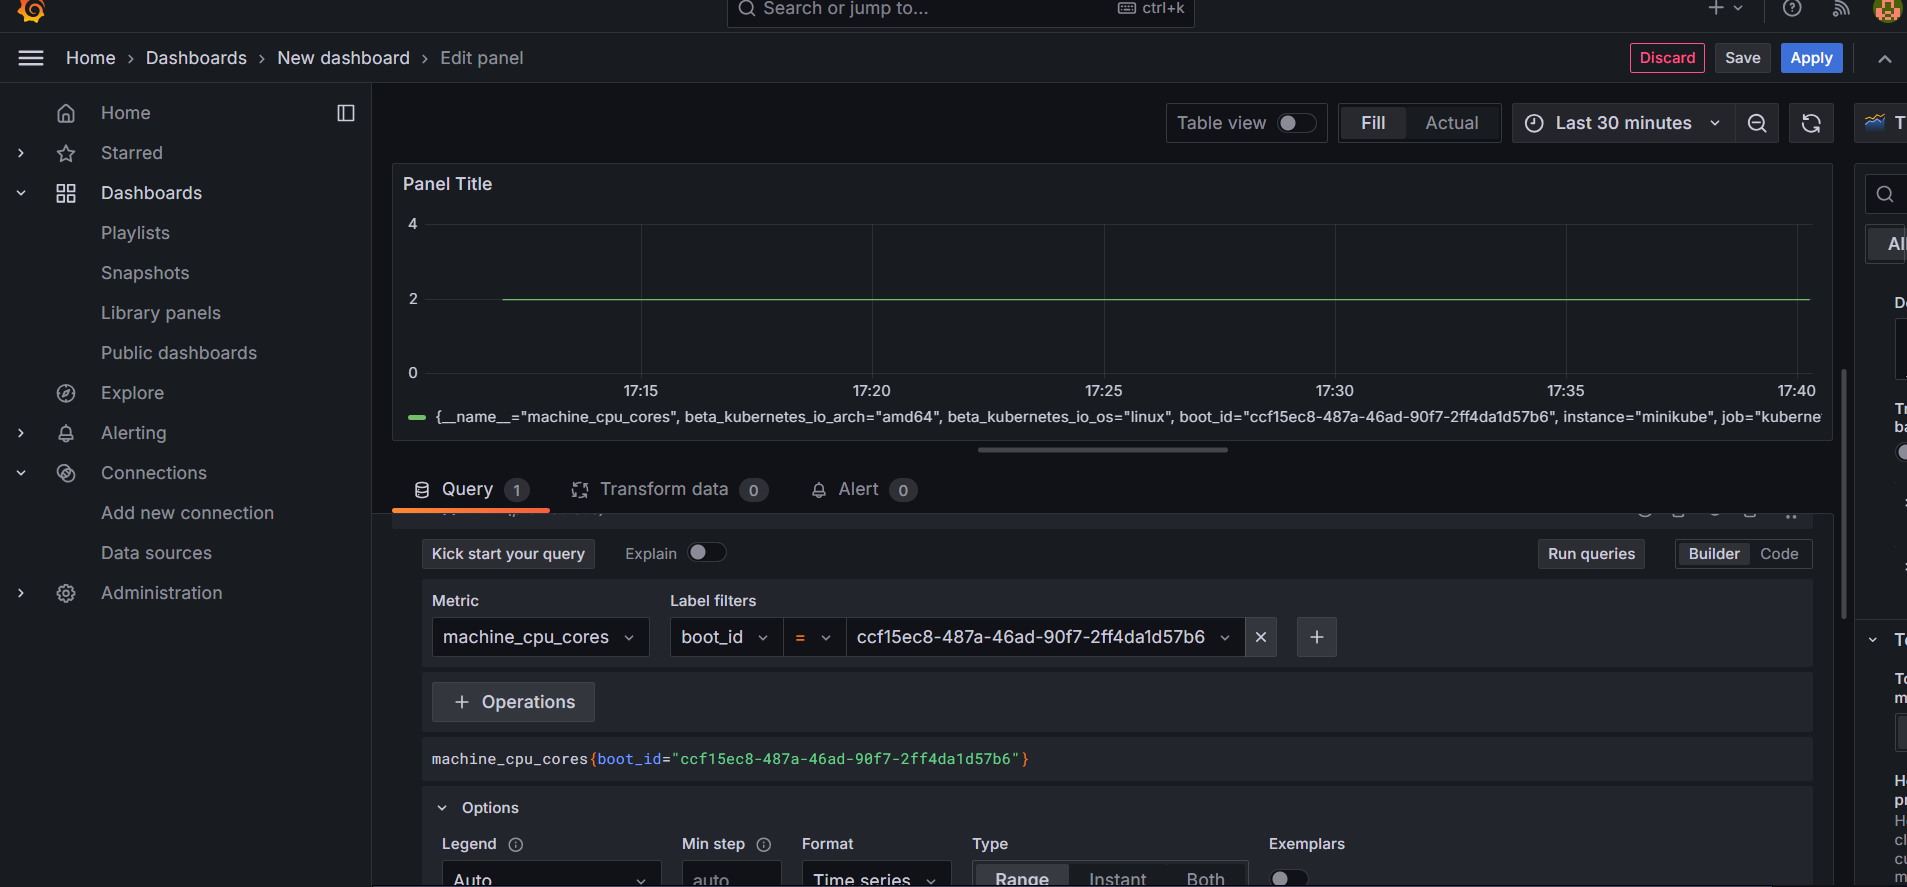 Search or jump to...
ctrl+k
Home › Dashboards › New dashboard › Edit panel
Discard
Save
Apply
Home
Starred
Dashboards
Playlists
Snapshots
Library panels
Public dashboards
Explore
Alerting
Connections
Add new connection
Data sources
Administration
Table view
Fill
Actual
Last 30 minutes
Panel Title
4
2
0
17:15
17:20
17:25
17:30
17:35
17:40
{__name__="machine_cpu_cores", beta_kubernetes_io_arch="amd64", beta_kubernetes_io_os="linux", boot_id="ccf15ec8-487a-46ad-90f7-2ff4da1d57b6", instance="minikube", job="kuberne
Query 1
Transform data 0
Alert 0
Kick start your query
Explain
Run queries
Builder
Code
Metric
Label filters
machine_cpu_cores
boot_id
=
ccf15ec8-487a-46ad-90f7-2ff4da1d57b6
+ Operations
machine_cpu_cores{boot_id="ccf15ec8-487a-46ad-90f7-2ff4da1d57b6"}
Options
Legend
Min step
Format
Type
Exemplars
Auto
auto
Time series
Range
Instant
Both